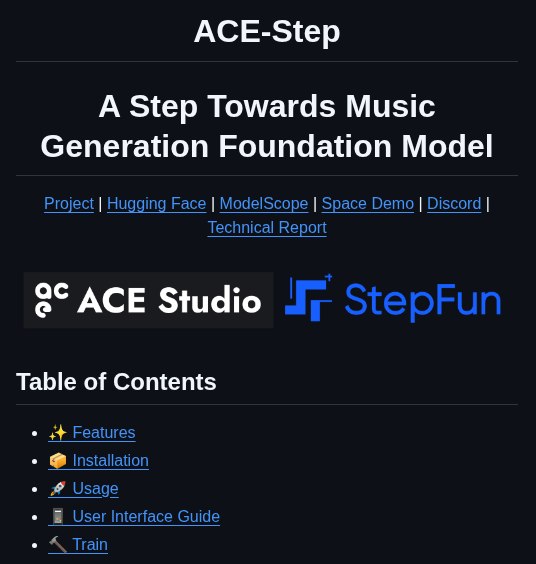 ACE-Step
A Step Towards Music
Generation Foundation Model
Project | Hugging Face | ModelScope | Space Demo | Discord |
Technical Report
ACE Studio StepFun
Table of Contents
✨ Features
📦 Installation
🚀 Usage
📱 User Interface Guide
🔨 Train